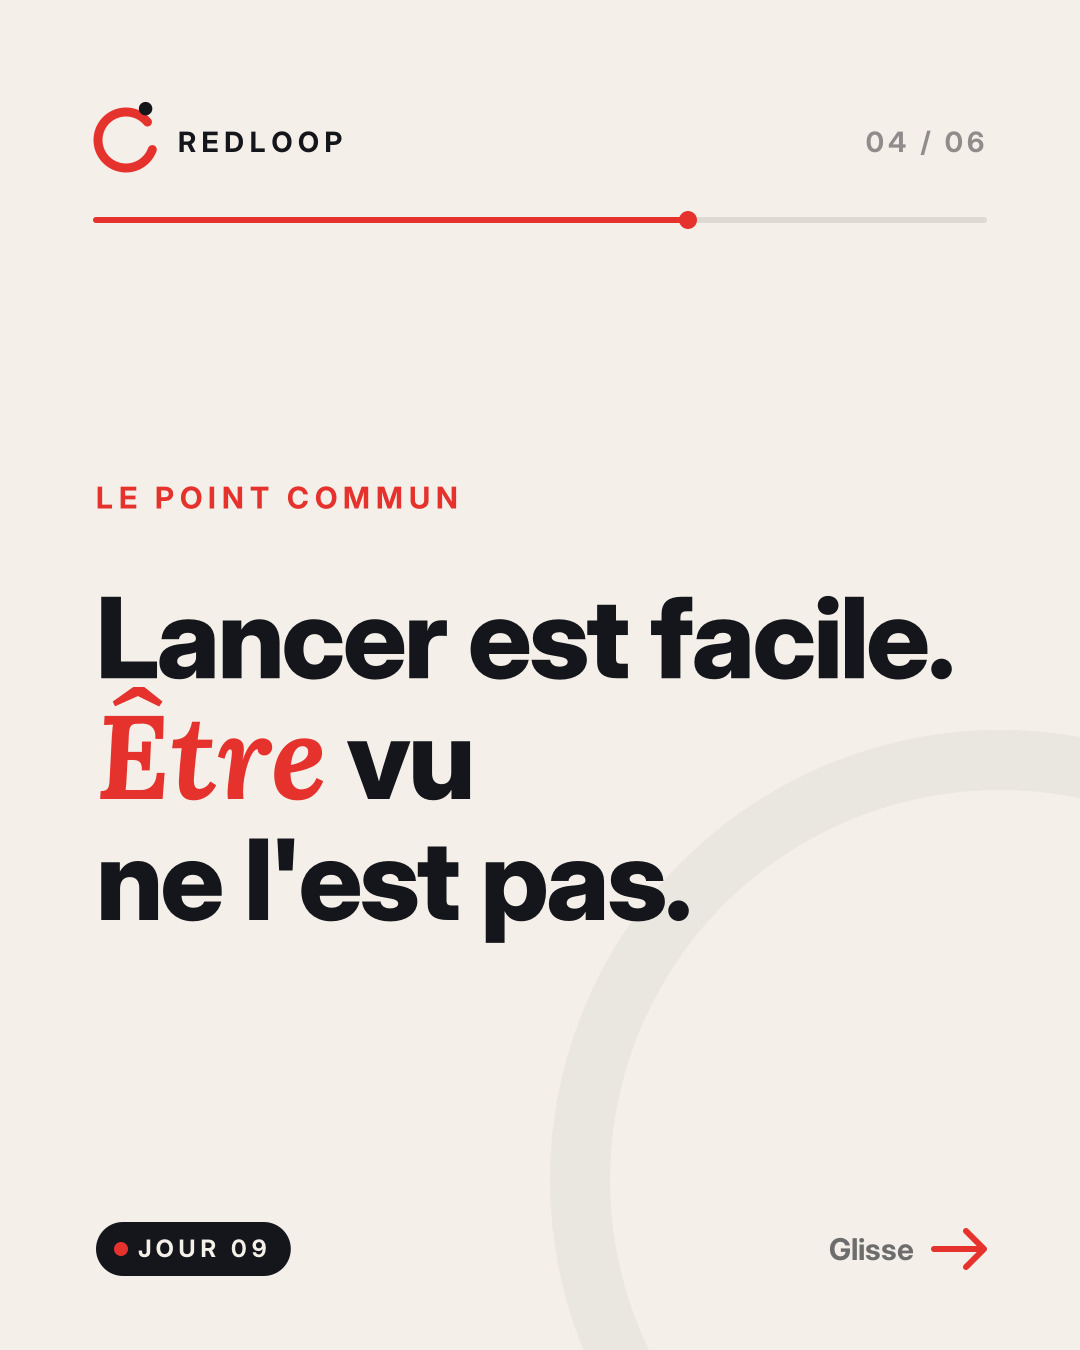 REDLOOP
04 / 06
LE POINT COMMUN
Lancer est facile.
Être vu
ne l'est pas.
JOUR 09
Glisse